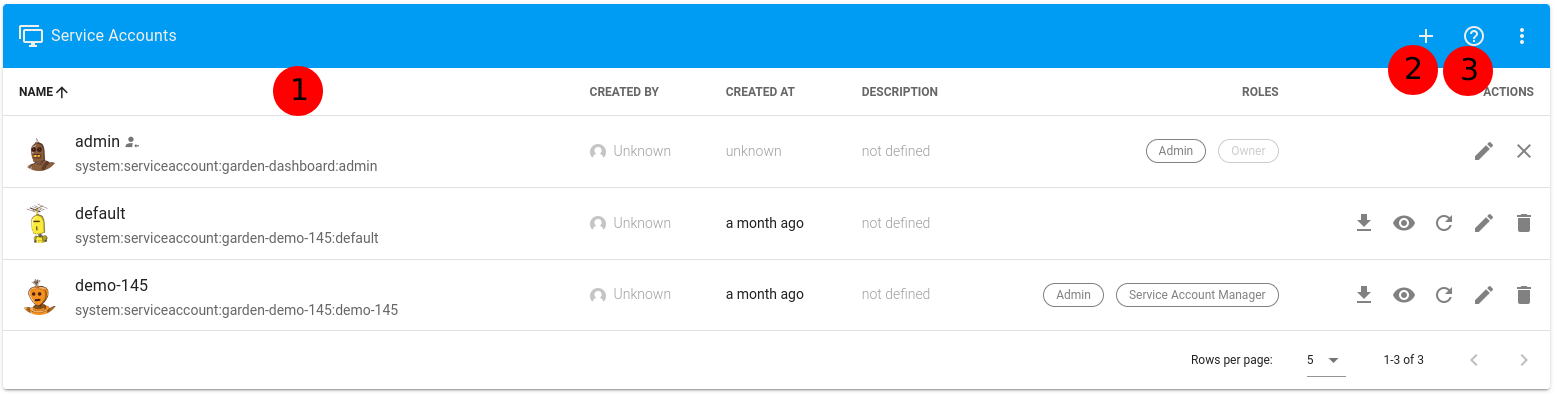 Service Accounts
NAME 1 CREATED BY CREATED AT DESCRIPTION ROLES 2 3 ACTIONS
admin
system:serviceaccount:garden-dashboard:admin
Unknown unknown not defined Admin Owner
default
system:serviceaccount:garden-demo-145:default
Unknown a month ago not defined
demo-145
system:serviceaccount:garden-demo-145:demo-145
Unknown a month ago not defined Admin Service Account Manager
Rows per page: 5 1-3 of 3